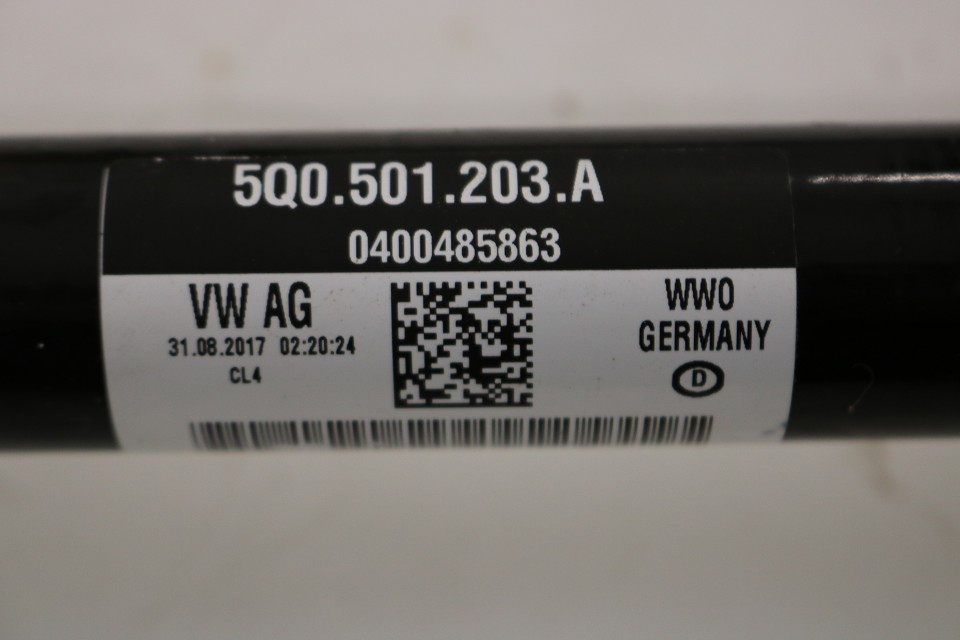 5Q0.501.203.A
0400485863
VW AG
31.08.2017 02:20:24
CL4
WWO
GERMANY
D